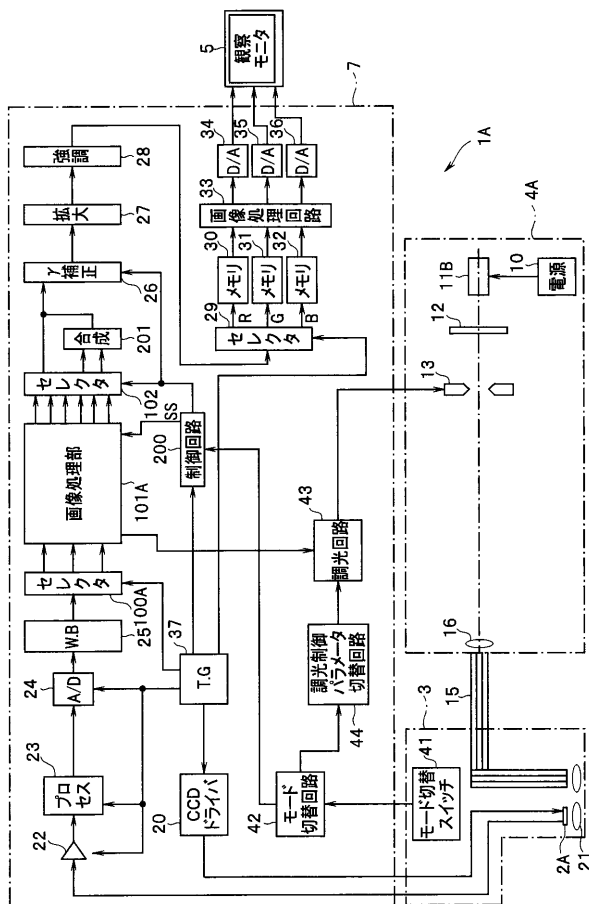 1A
5
観察
モニタ
7
34
35
36
D/A
D/A
D/A
33
画像処理回路
30
31
32
メモリ
メモリ
メモリ
29
R
G
B
セレクタ
28
強調
27
拡大
26
γ補正
201
合成
102
セレクタ
SS
200
制御回路
101A
画像処理部
100A
セレクタ
25
W.B
24
A/D
23
プロセス
22
37
T.G
20
CCD
ドライバ
43
調光回路
44
調光制御
パラメータ
切替回路
42
モード
切替回路
3
41
モード切替
スイッチ
2A
21
15
16
4A
13
12
11B
10
電源